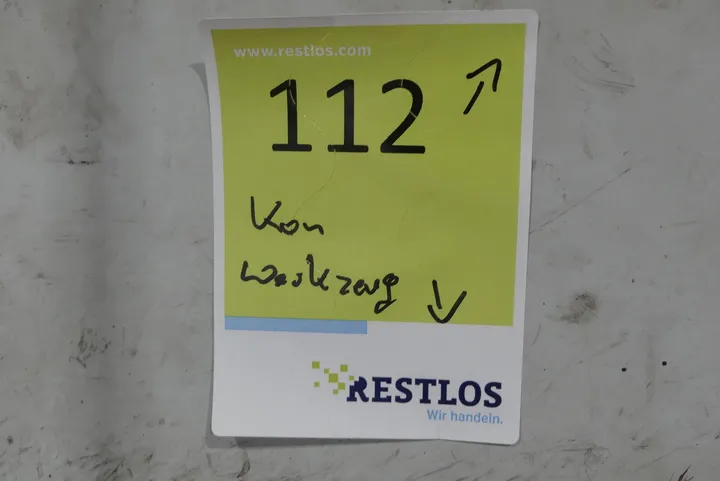 www.restlos.com
112
Kon
Werkzeug
RESTLOS
Wir handeln.